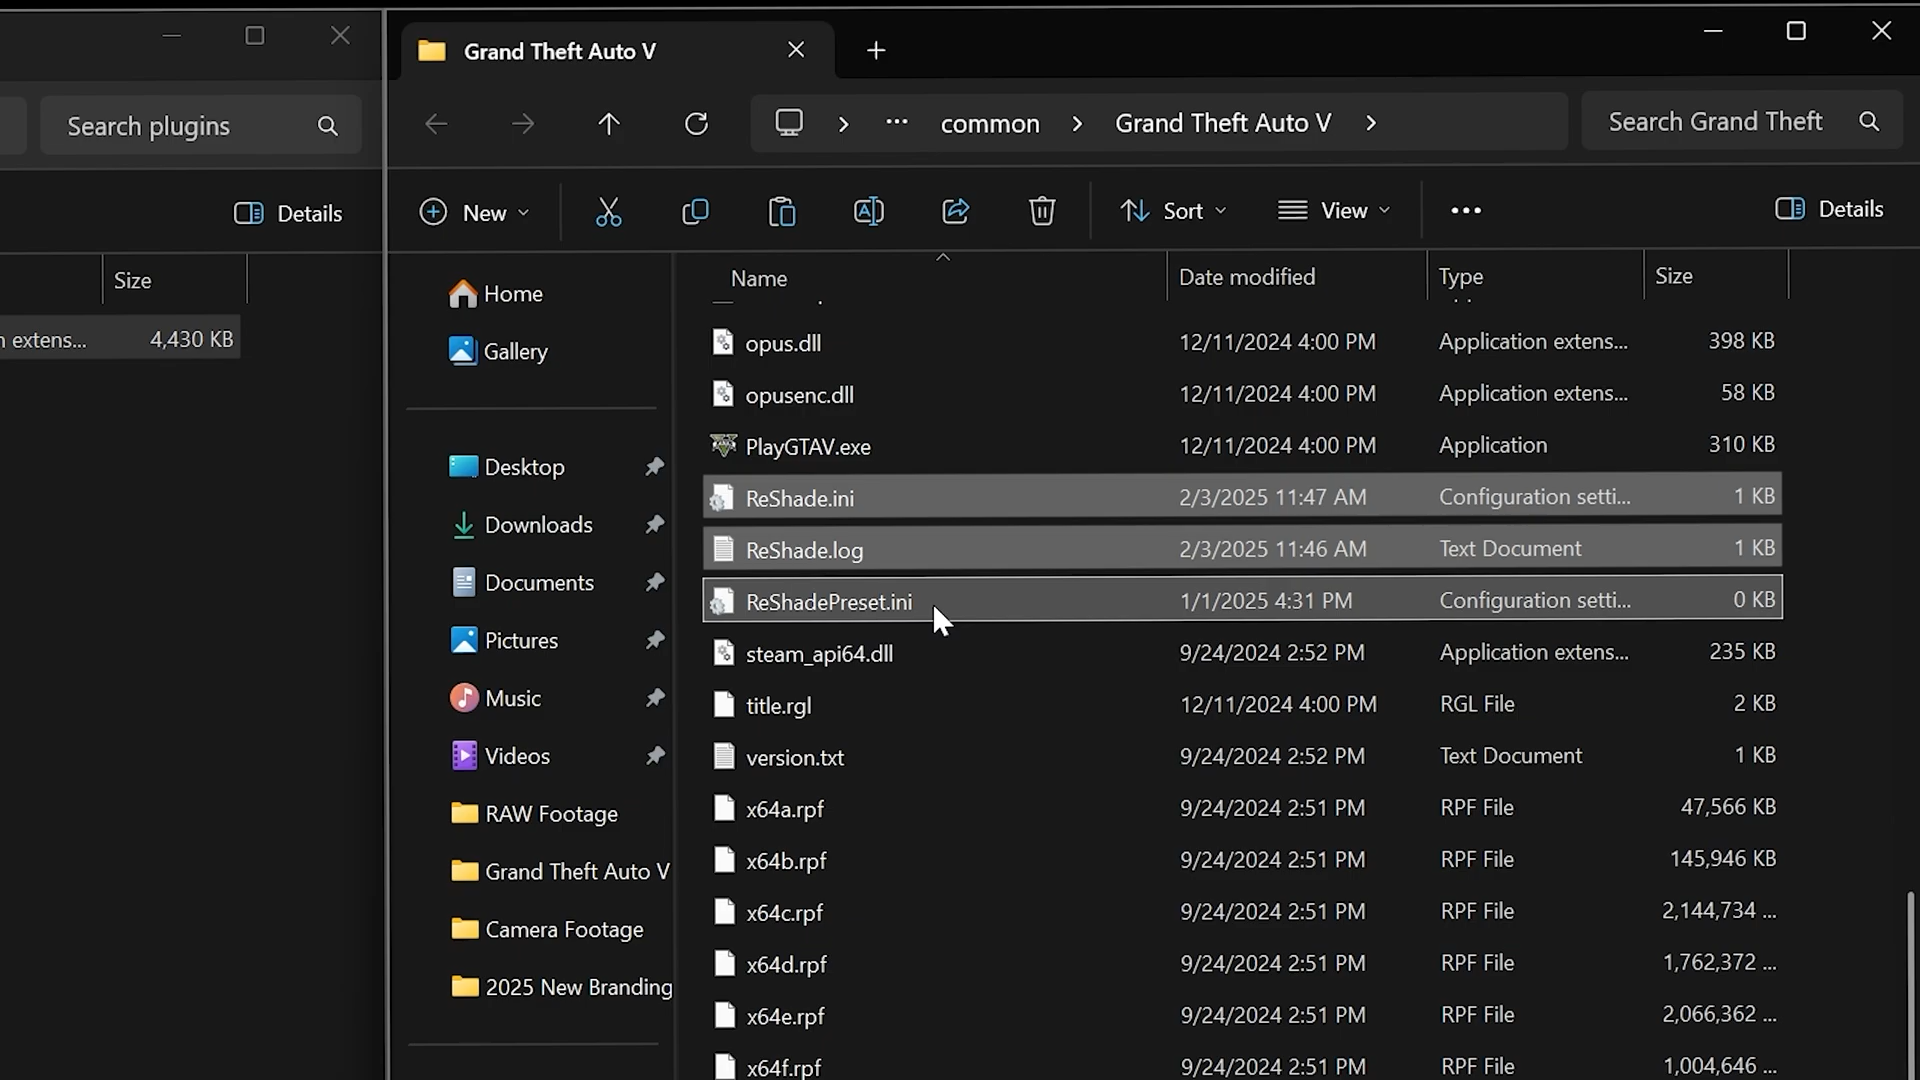 Search plugins
Details
Size
n extens... 4,430 KB
Grand Theft Auto V
common Grand Theft Auto V
Search Grand Theft
New Sort View ... Details
Home
Gallery
Desktop
Downloads
Documents
Pictures
Music
Videos
RAW Footage
Grand Theft Auto V
Camera Footage
2025 New Branding
Name Date modified Type Size
opus.dll 12/11/2024 4:00 PM Application extens... 398 KB
opusenc.dll 12/11/2024 4:00 PM Application extens... 58 KB
PlayGTAV.exe 12/11/2024 4:00 PM Application 310 KB
ReShade.ini 2/3/2025 11:47 AM Configuration setti... 1 KB
ReShade.log 2/3/2025 11:46 AM Text Document 1 KB
ReShadePreset.ini 1/1/2025 4:31 PM Configuration setti... 0 KB
steam_api64.dll 9/24/2024 2:52 PM Application extens... 235 KB
title.rgl 12/11/2024 4:00 PM RGL File 2 KB
version.txt 9/24/2024 2:52 PM Text Document 1 KB
x64a.rpf 9/24/2024 2:51 PM RPF File 47,566 KB
x64b.rpf 9/24/2024 2:51 PM RPF File 145,946 KB
x64c.rpf 9/24/2024 2:51 PM RPF File 2,144,734 ...
x64d.rpf 9/24/2024 2:51 PM RPF File 1,762,372 ...
x64e.rpf 9/24/2024 2:51 PM RPF File 2,066,362 ...
x64f.rpf 9/24/2024 2:51 PM RPF File 1,004,646 ...